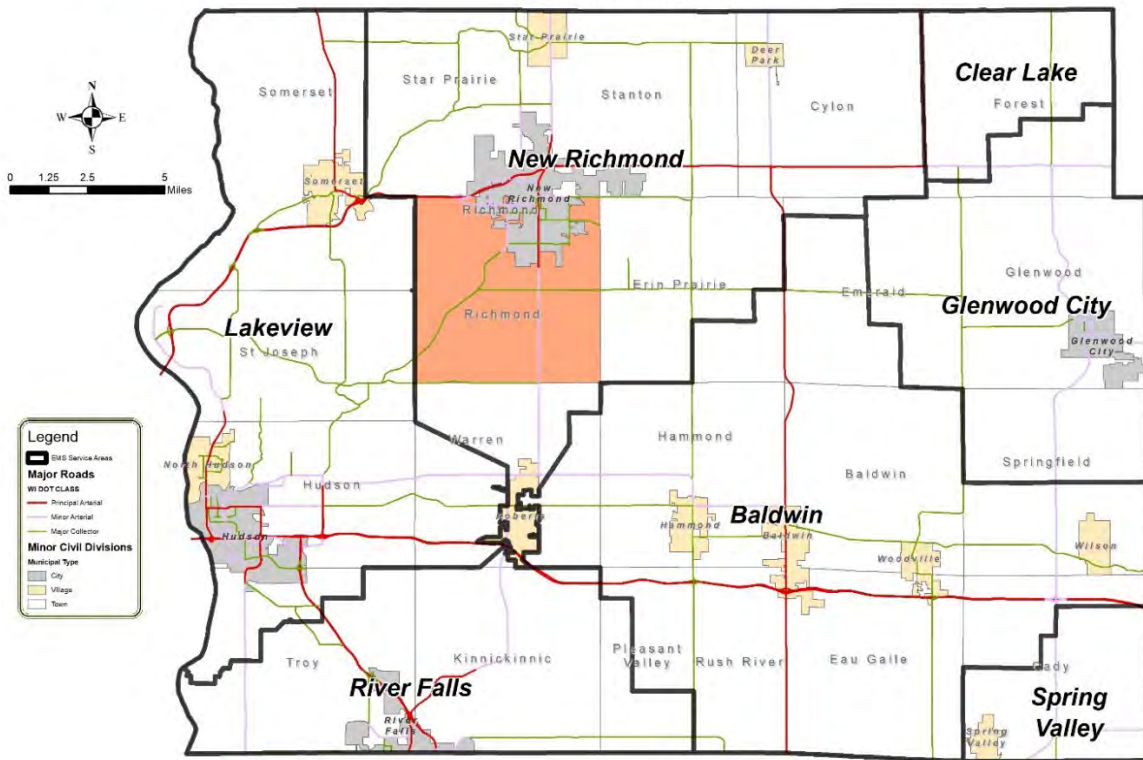 Star Prairie
Deer Park
Clear Lake
Somerset
Star Prairie
Stanton
Cylon
Forest
N
W
E
S
New Richmond
0 1.25 2.5 5
Miles
Somerset
New Richmond
Richmond
Glenwood
Erin Prairie
Emerald
Richmond
Glenwood City
Lakeview
Glenwood City
St Joseph
Legend
EMS Service Areas
Major Roads
WI DOT CLASS
Principal Arterial
Minor Arterial
Major Collector
Minor Civil Divisions
Municipal Type
City
Village
Town
Warren
Hammond
Baldwin
Springfield
North Hudson
Hudson
Roberts
Hammond
Baldwin
Baldwin
Hudson
Woodville
Wilson
Troy
Kinnickinnic
Pleasant Valley
Rush River
Eau Galle
Cady
River Falls
River Falls
Spring Valley
Spring Valley